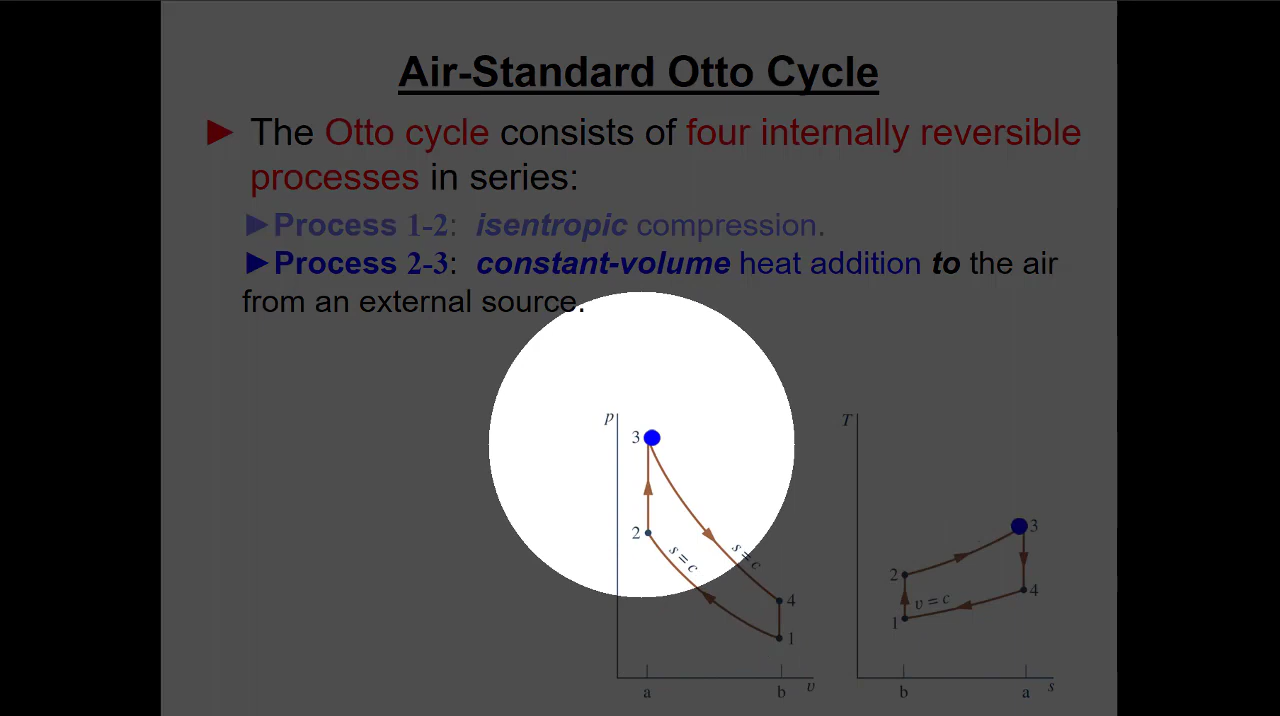 Air-Standard Otto Cycle
► The Otto cycle consists of four internally reversible
processes in series:
►Process 1-2: isentropic compression.
►Process 2-3: constant-volume heat addition to the air
from an external source.
p
3
2
s = c
s = c
4
1
a
b
v
T
3
2
4
v = c
1
b
a
s